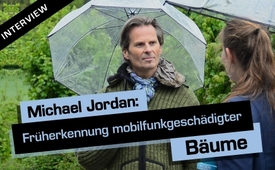 INTERVIEW
Michael Jordan:
Früherkennung mobilfunkgeschädigter
Bäume